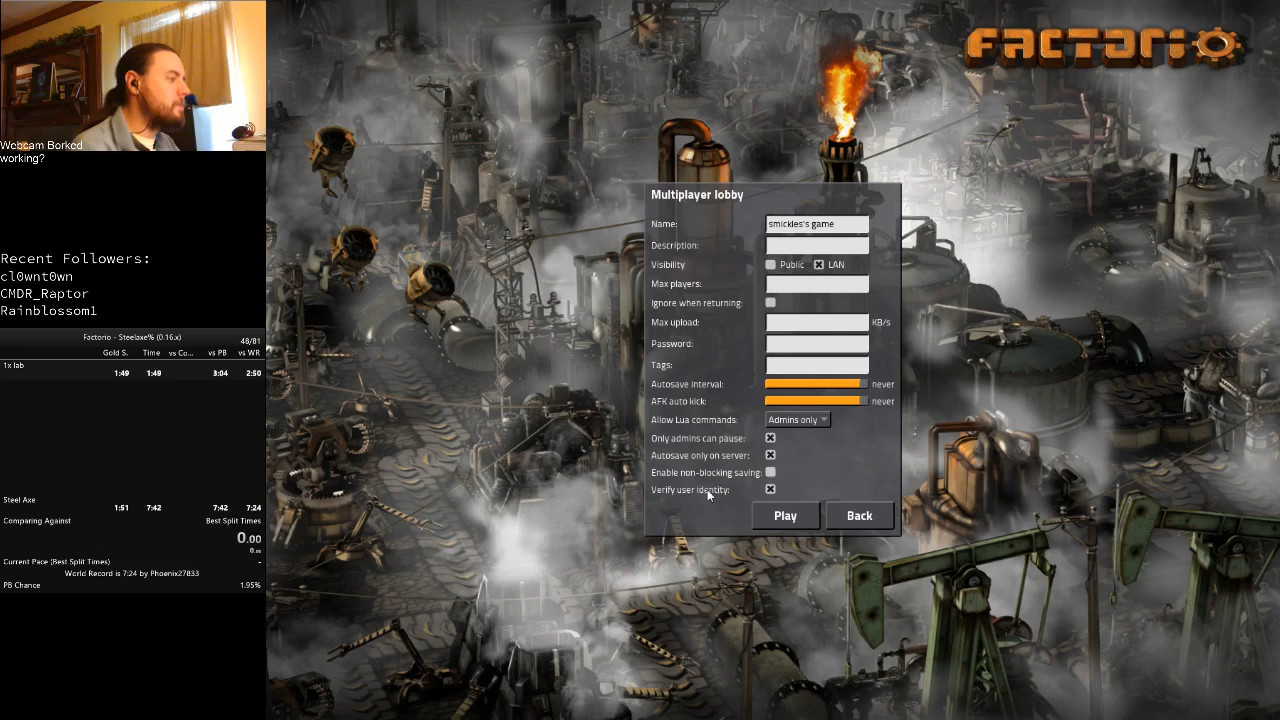 FACTORIO
Webcam Borked
working?
Recent Followers:
cl0wnt0wn
CMDR_Raptor
Rainblossom1
Factorio - Steelaxe% (0.16.x)
48/81
Gold S. Time vs Co... vs PB vs WR
1x lab
1:49 1:49 3:04 2:50
Steel Axe
1:51 7:42 7:42 7:24
Comparing Against Best Split Times
0.00
0.00
Current Pace (Best Split Times) -
World Record is 7:24 by Phoenix27833
PB Chance 1.95%
Multiplayer lobby
Name: smickles's game
Description:
Visibility Public LAN
Max players:
Ignore when returning:
Max upload: KB/s
Password:
Tags:
Autosave interval: never
AFK auto kick: never
Allow Lua commands: Admins only
Only admins can pause:
Autosave only on server:
Enable non-blocking saving:
Verify user identity:
Play Back